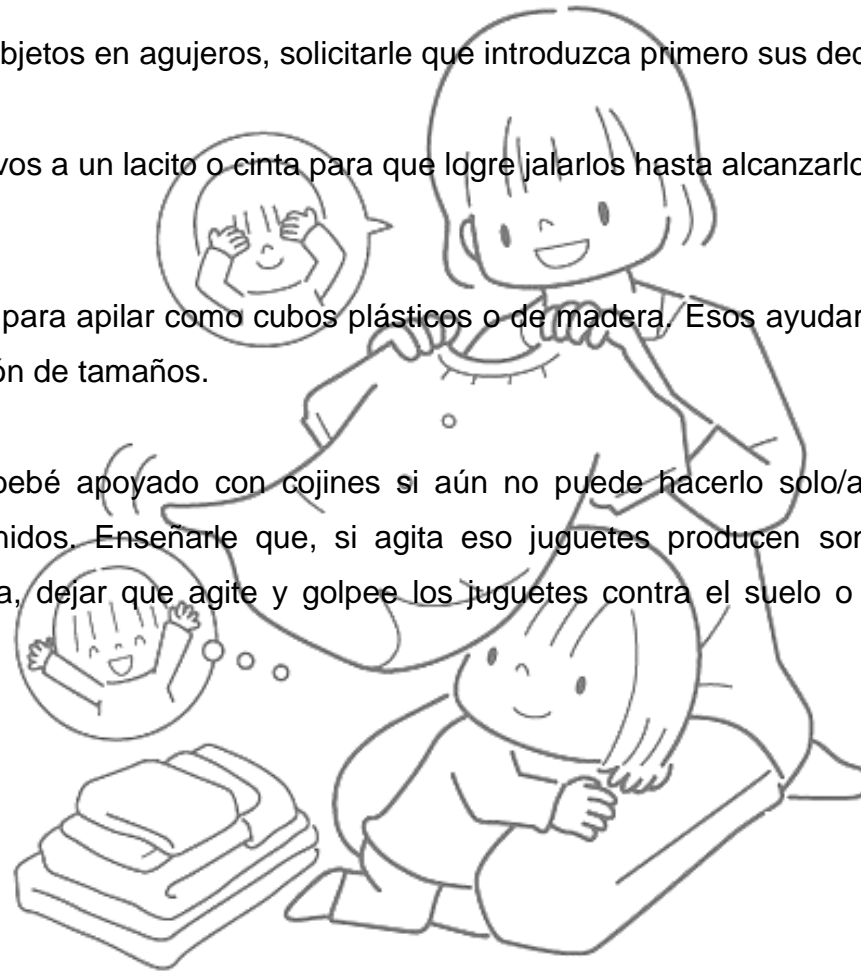 bjetos en agujeros, solicitarle que introduzca primero sus ded
vos a un lacito o cinta para que logre jalarlos hasta alcanzarlo
para apilar como cubos plásticos o de madera. Esos ayudar
ón de tamaños.
bebé apoyado con cojines si aún no puede hacerlo solo/a
nidos. Enseñarle que, si agita eso juguetes producen son
a, dejar que agite y golpee los juguetes contra el suelo o